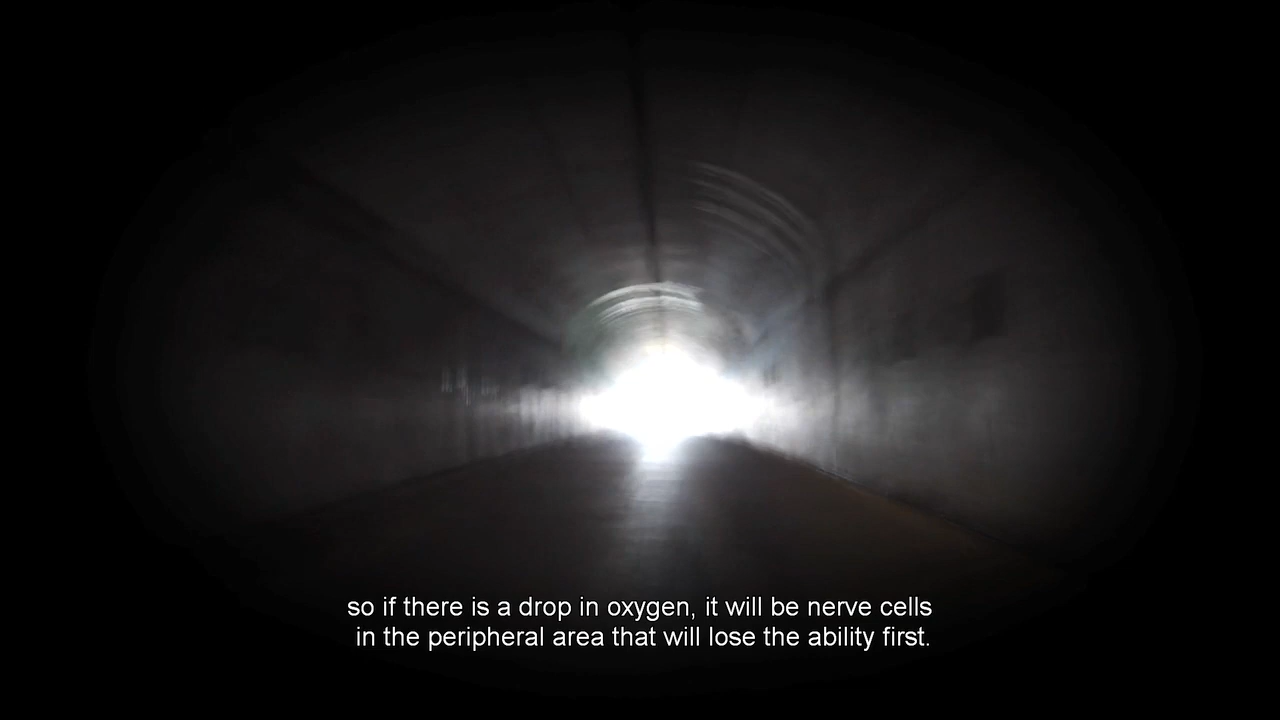 so if there is a drop in oxygen, it will be nerve cells
in the peripheral area that will lose the ability first.